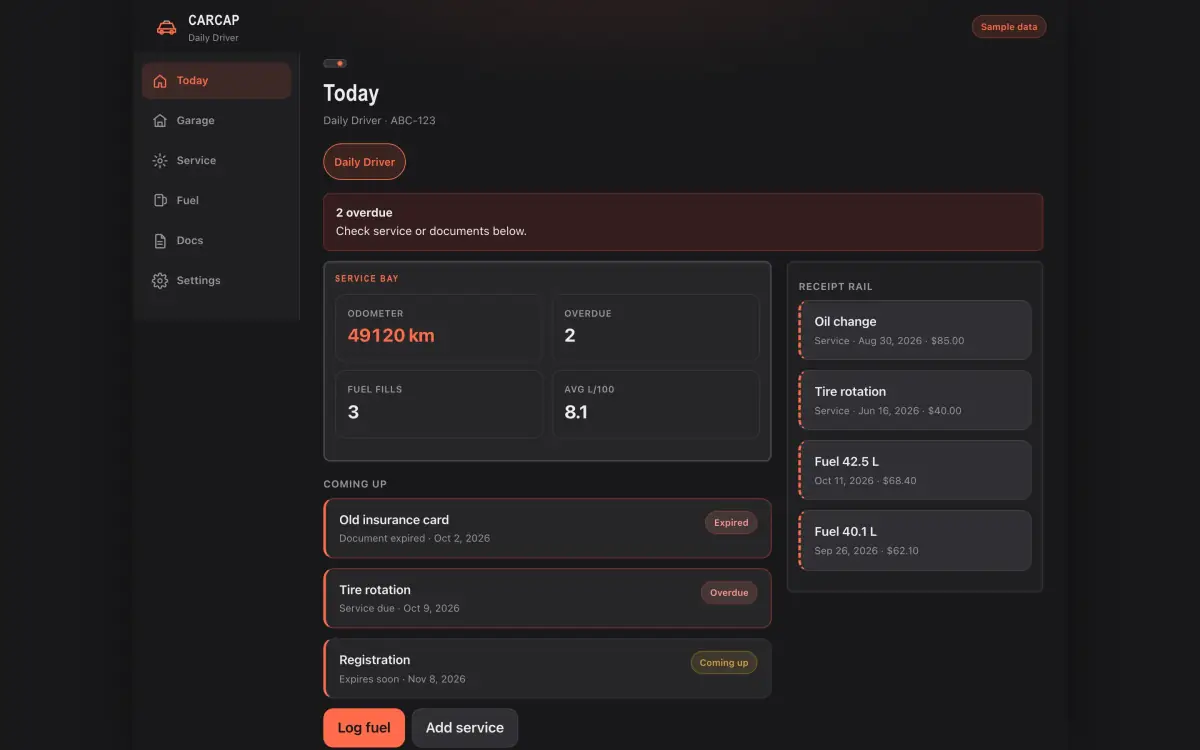 CARCAP
Daily Driver
Sample data
Today
Garage
Service
Fuel
Docs
Settings
Today
Daily Driver · ABC-123
Daily Driver
2 overdue
Check service or documents below.
SERVICE BAY
ODOMETER
49120 km
OVERDUE
2
FUEL FILLS
3
AVG L/100
8.1
COMING UP
Old insurance card
Document expired · Oct 2, 2026
Expired
Tire rotation
Service due · Oct 9, 2026
Overdue
Registration
Expires soon · Nov 8, 2026
Coming up
Log fuel
Add service
RECEIPT RAIL
Oil change
Service · Aug 30, 2026 · $85.00
Tire rotation
Service · Jun 16, 2026 · $40.00
Fuel 42.5 L
Oct 11, 2026 · $68.40
Fuel 40.1 L
Sep 26, 2026 · $62.10